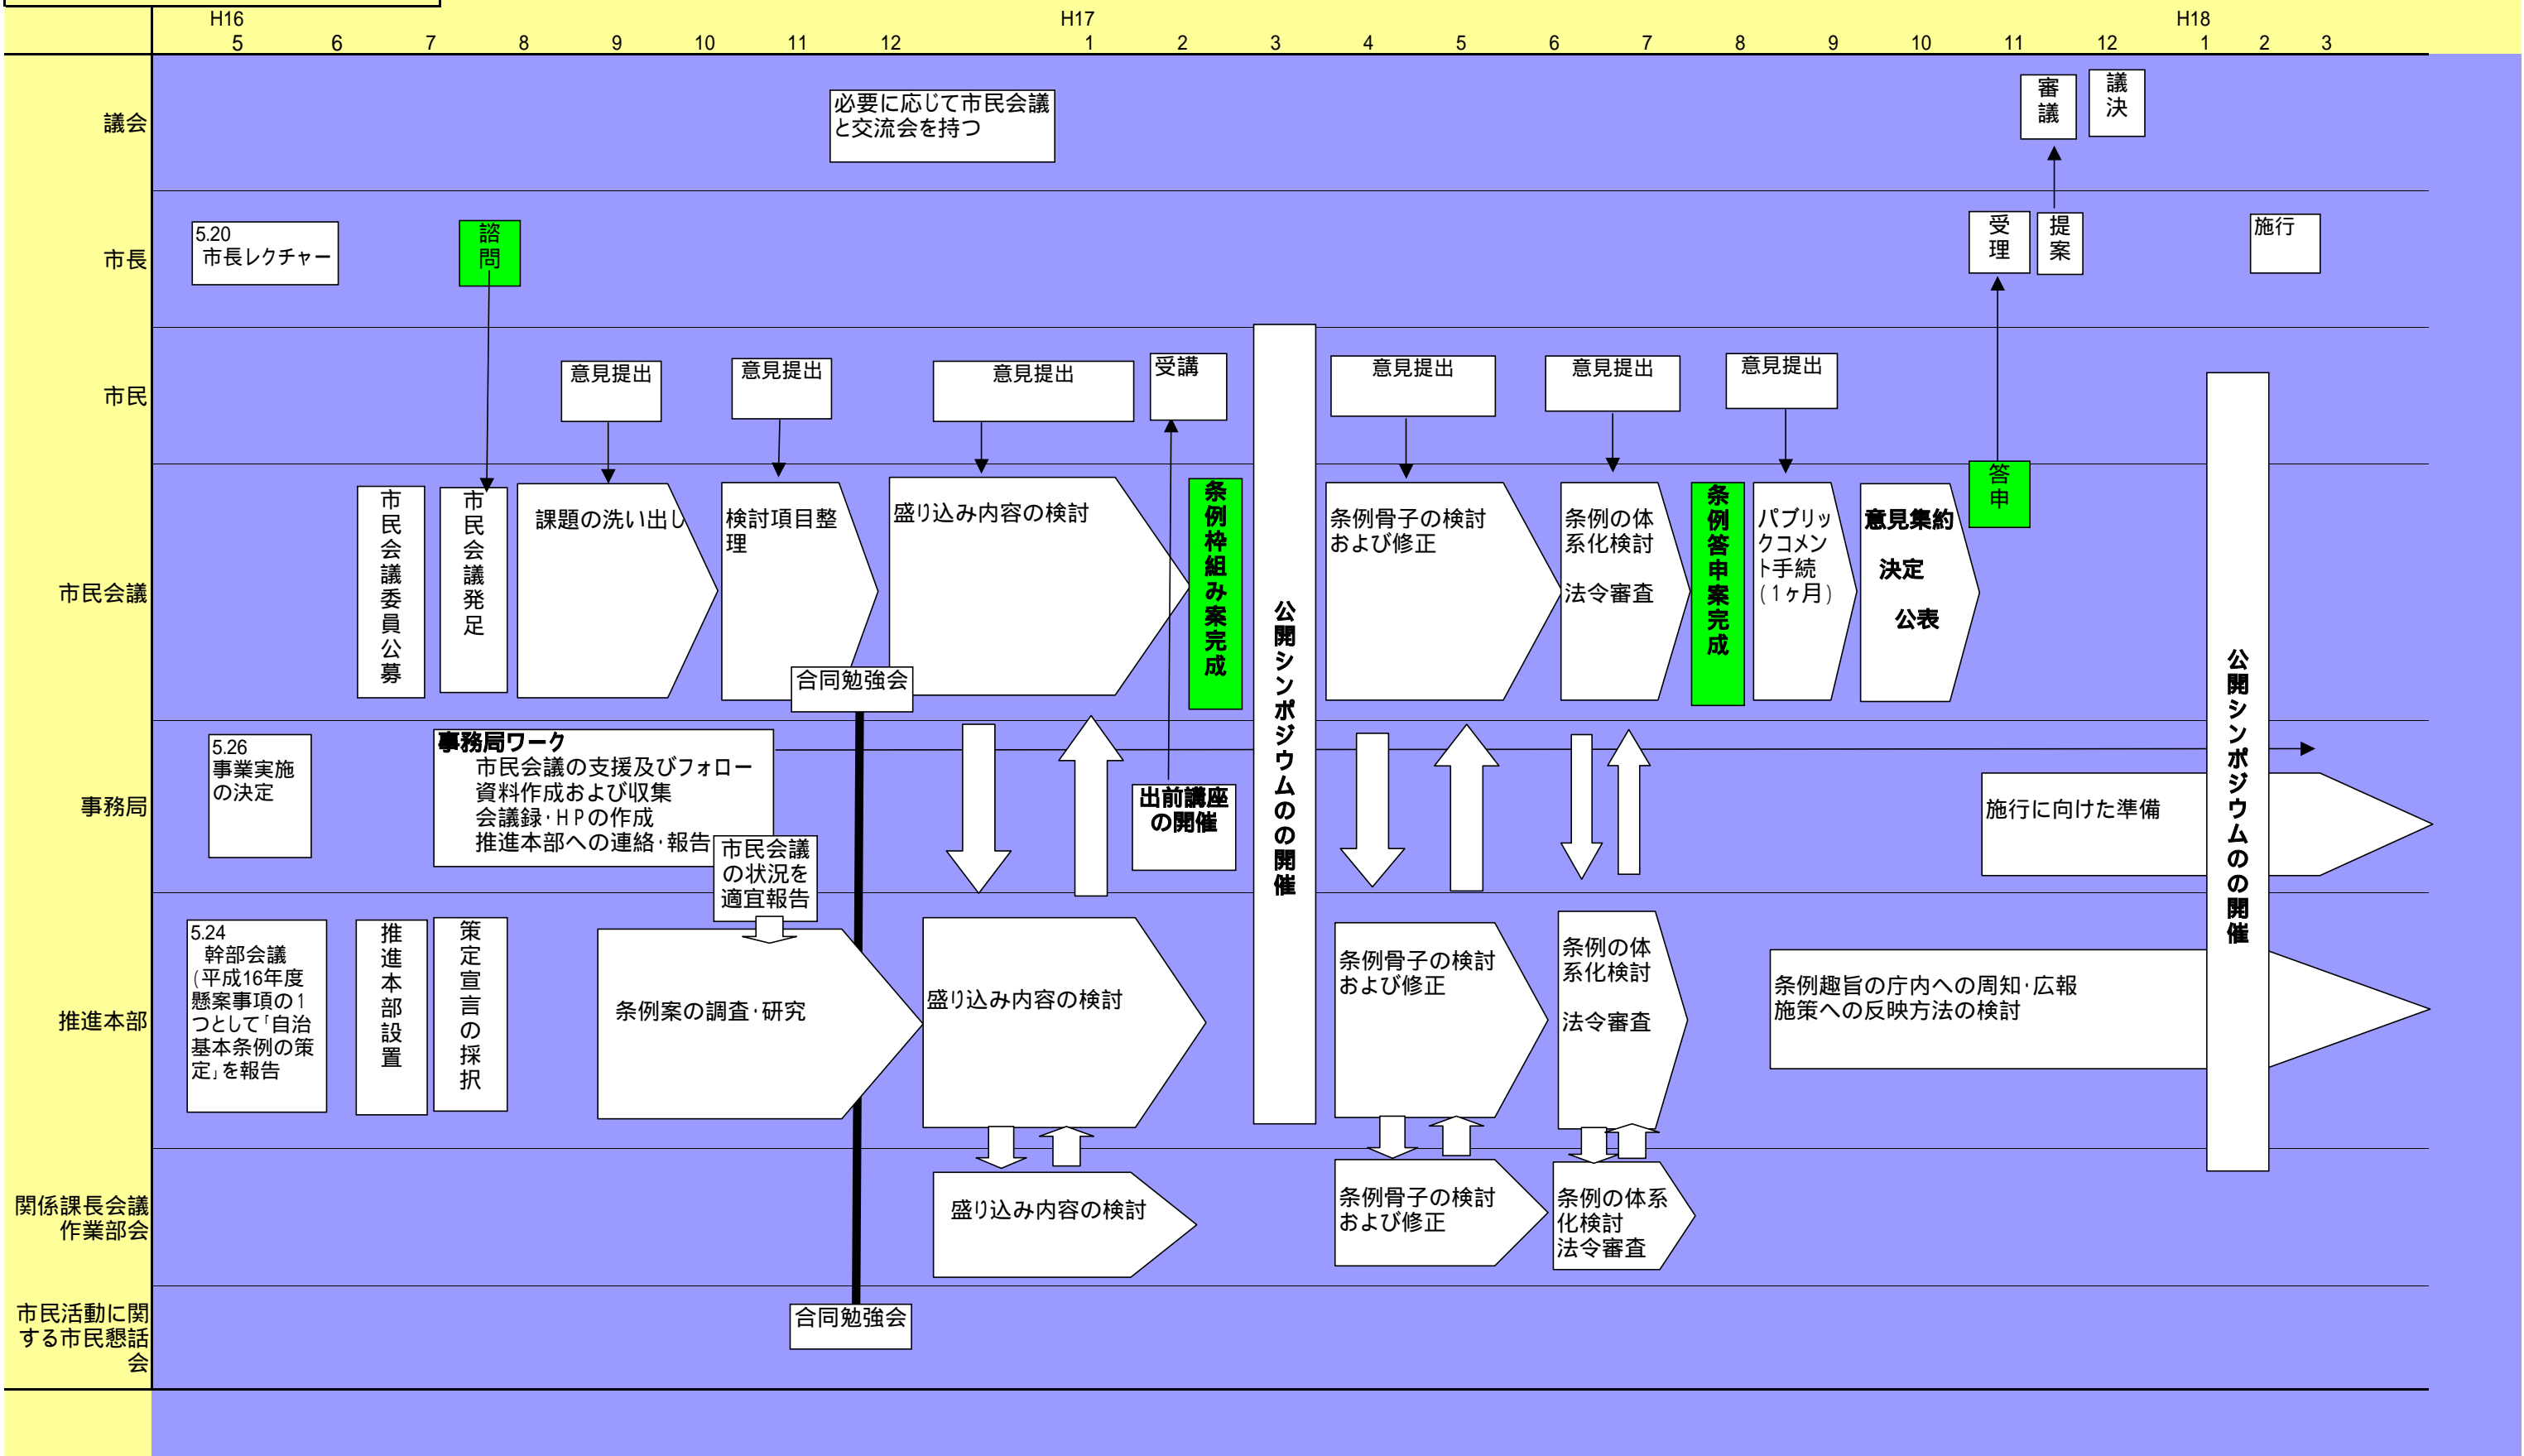 H16
H17
H18
5 6 7 8 9 10 11 12 1 2 3 4 5 6 7 8 9 10 11 12 1 2 3
議会
必要に応じて市民会議
と交流会を持つ
審議
議決
市長
5.20
市長レクチャー
諮問
受理
提案
施行
市民
意見提出
意見提出
意見提出
受講
意見提出
意見提出
意見提出
市民会議
市民会議委員公募
市民会議発足
課題の洗い出し
検討項目整
理
合同勉強会
盛り込み内容の検討
条例枠組み案完成
公開シンポジウムのの開催
条例骨子の検討
および修正
条例の体
系化検討
法令審査
条例答申案完成
パブリッ
クコメン
ト手続
(1ヶ月)
意見集約
決定
公表
答申
公開シンポジウムのの開催
事務局
5.26
事業実施
の決定
事務局ワーク
市民会議の支援及びフォロー
資料作成および収集
会議録・HPの作成
推進本部への連絡・報告
市民会議
の状況を
適宜報告
出前講座
の開催
施行に向けた準備
推進本部
5.24
幹部会議
(平成16年度
懸案事項の1
つとして「自治
基本条例の策
定」を報告
推進本部設置
策定宣言の採択
条例案の調査・研究
盛り込み内容の検討
条例骨子の検討
および修正
条例の体
系化検討
法令審査
条例趣旨の庁内への周知・広報
施策への反映方法の検討
関係課長会議
作業部会
盛り込み内容の検討
条例骨子の検討
および修正
条例の体系
化検討
法令審査
市民活動に関
する市民懇話
会
合同勉強会